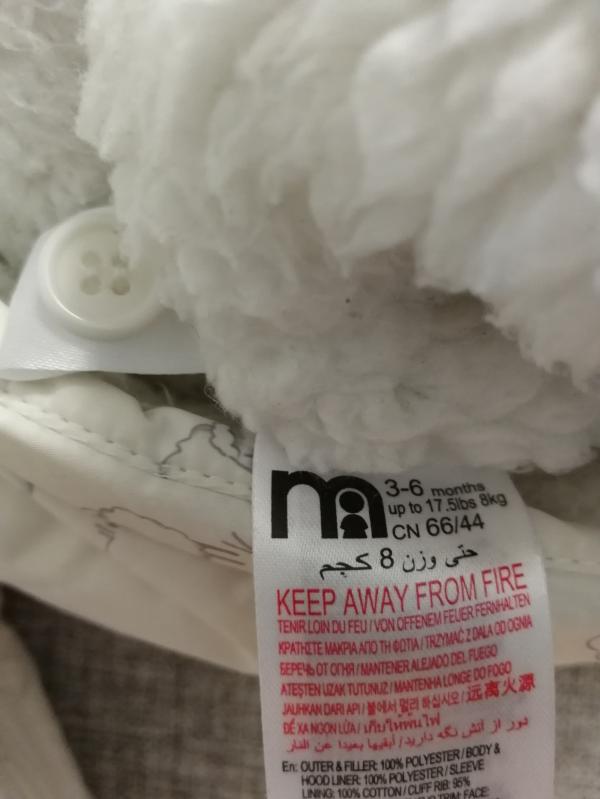 m
3-6 months
up to 17.5lbs 8kg
CN 66/44
حتى وزن 8 كجم
KEEP AWAY FROM FIRE
TENIR LOIN DU FEU / VON OFFENEM FEUER FERNHALTEN
ΚΡΑΤΗΣΤΕ ΜΑΚΡΙΑ ΑΠΟ ΤΗ ΦΩΤΙΑ / TRZYMAĆ Z DALA OD OGNIA
БЕРЕЧЬ ОТ ОГНЯ / MANTENER ALEJADO DEL FUEGO
ATEŞTEN UZAK TUTUNUZ / MANTENHA LONGE DO FOGO
JAUHKAN DARI API / 불에서 멀리 하십시오 / 远离火源
ĐỂ XA NGỌN LỬA / เก็บให้พ้นไฟ
دور از آتش نگه دارید / أبقيها بعيدا عن النار
En: OUTER & FILLER: 100% POLYESTER / BODY &
HOOD LINER: 100% POLYESTER / SLEEVE
LINING: 100% COTTON / CUFF RIB: 95%
TRIM: FACE: